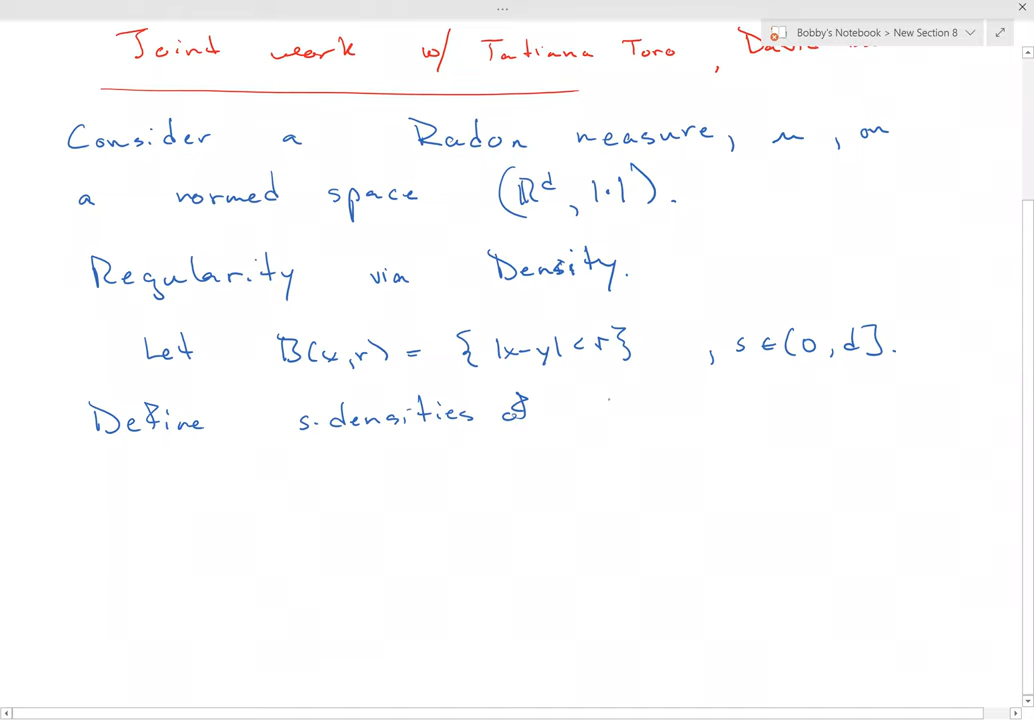 Bobby's Notebook > New Section 8
Joint work w/ Tatiana Toro, David
Consider a Radon measure, μ, on
a normed space (ℝ^d, |·|).
Regularity via Density.
Let B(x,r) = {|x-y| < r} , s ∈ (0, d].
Define s-densities of